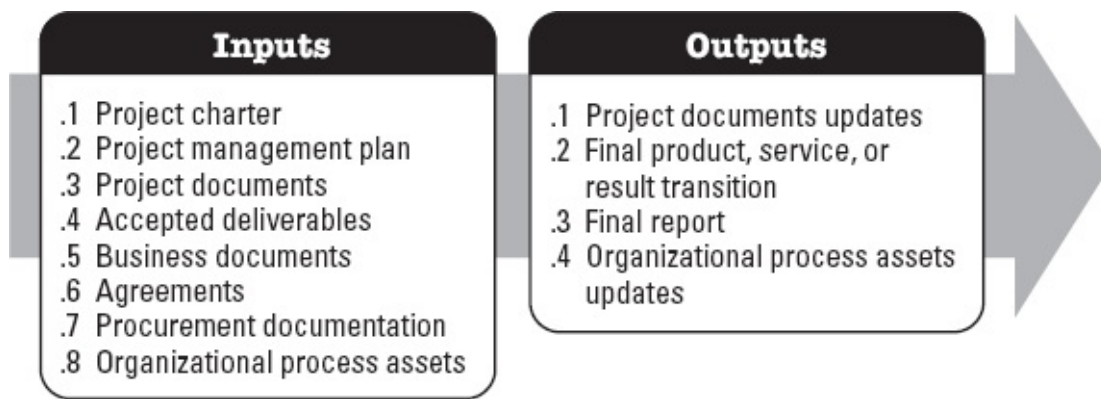 Inputs
.1 Project charter
.2 Project management plan
.3 Project documents
.4 Accepted deliverables
.5 Business documents
.6 Agreements
.7 Procurement documentation
.8 Organizational process assets
Outputs
.1 Project documents updates
.2 Final product, service, or
result transition
.3 Final report
.4 Organizational process assets
updates